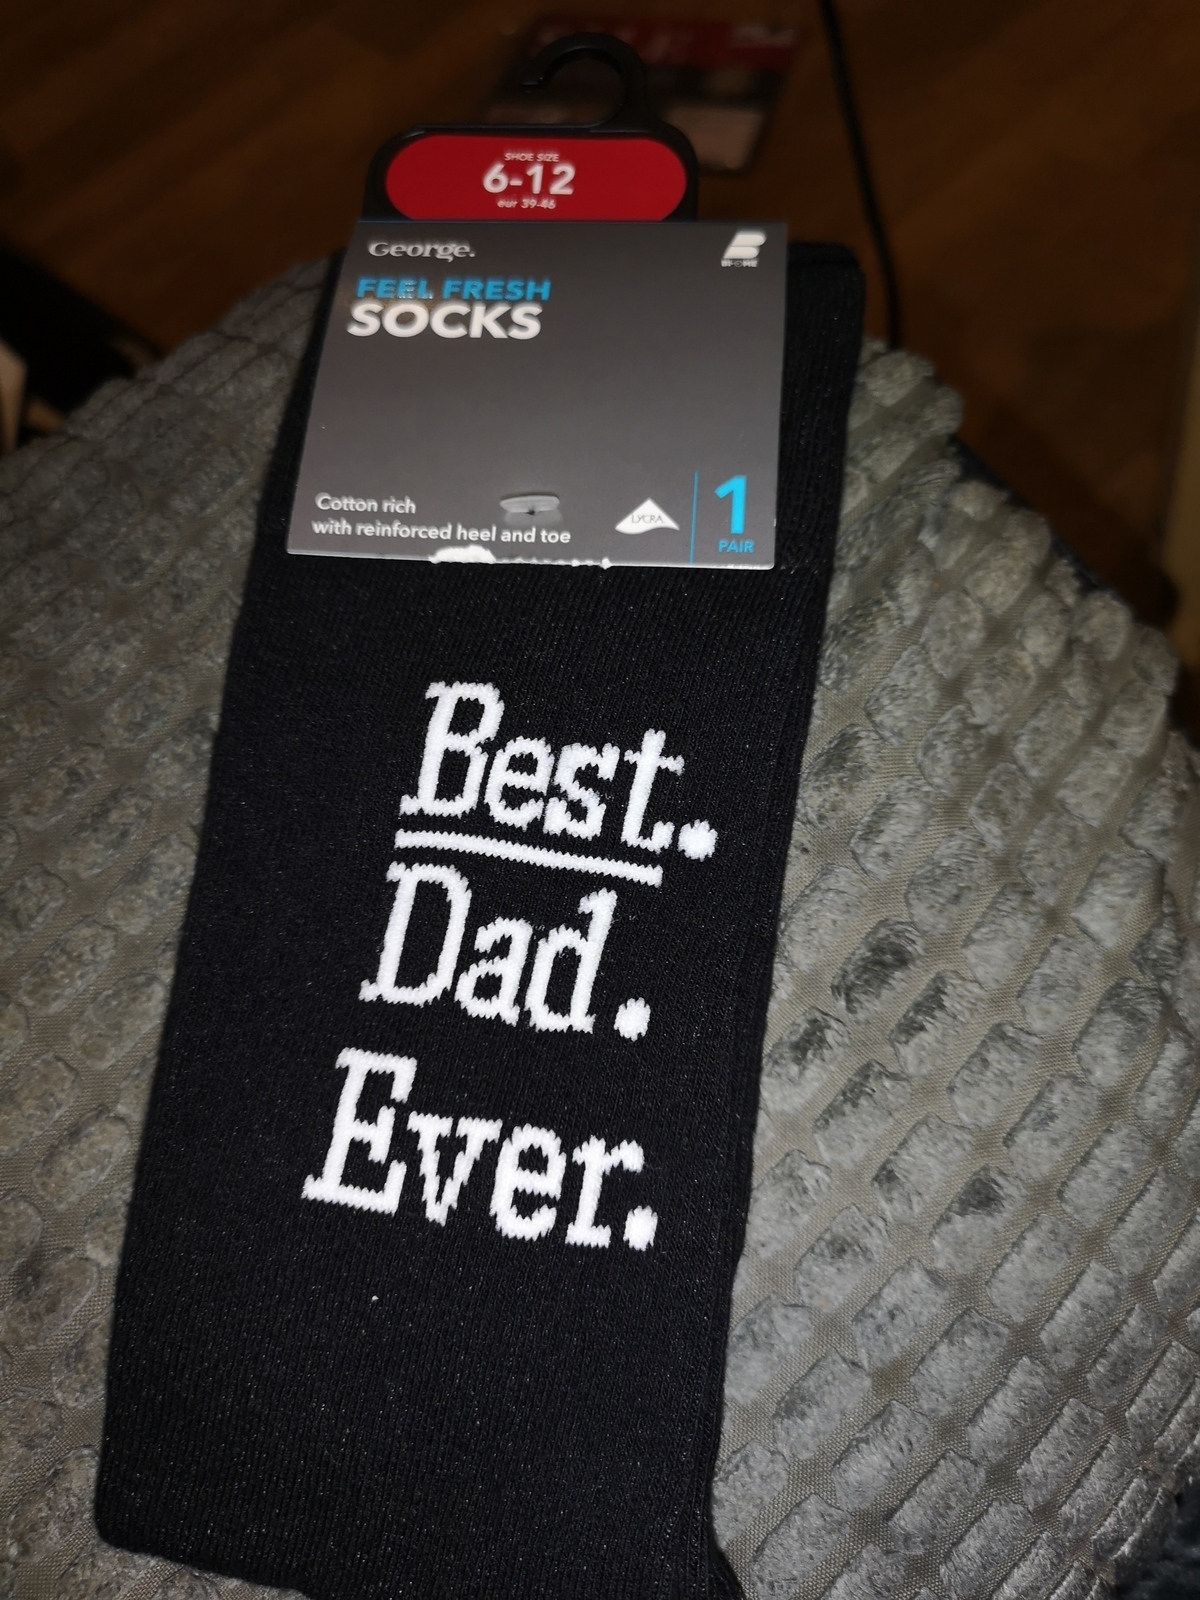 SHOE SIZE
6-12
eur 39-46
George.
FEEL FRESH
SOCKS
Cotton rich
with reinforced heel and toe
LYCRA
1
PAIR
Best.
Dad.
Ever.